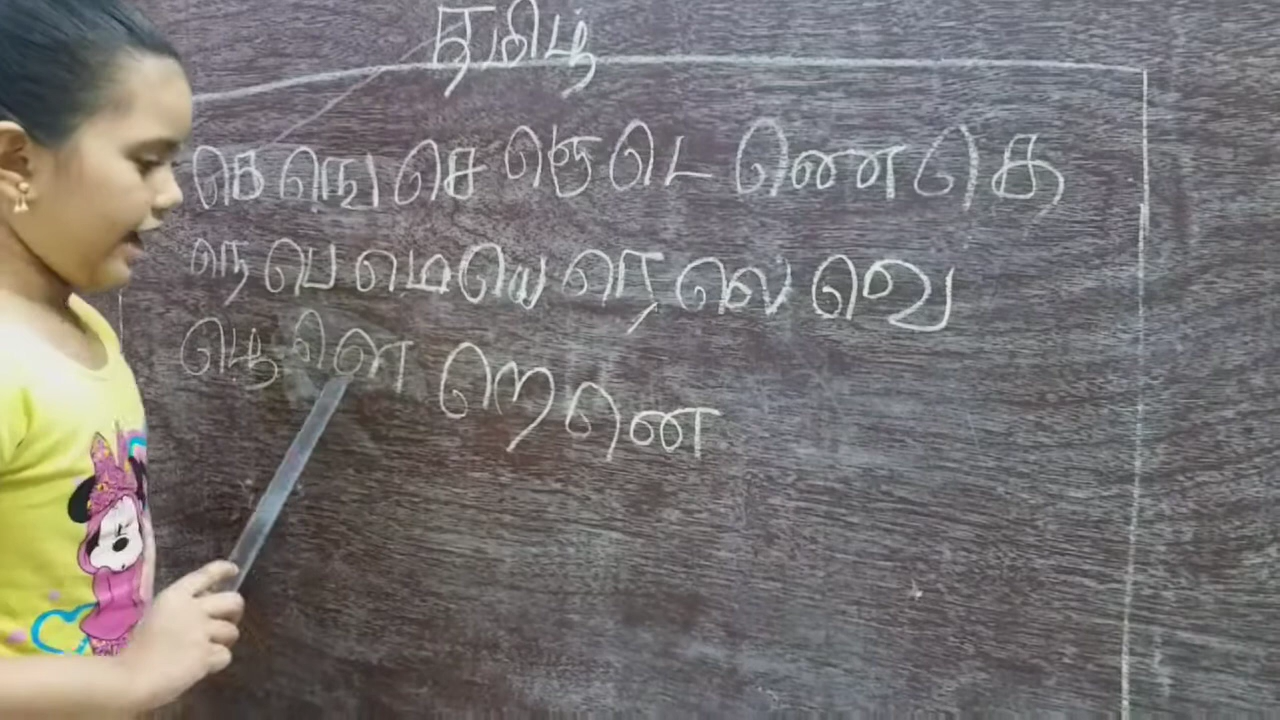 தமிழ்
கெ ஙெ செ ஞெ டெ ணெ தெ
நெ பெ மெ யெ ரெ லெ வெ
ழெ ளெ றெ னெ